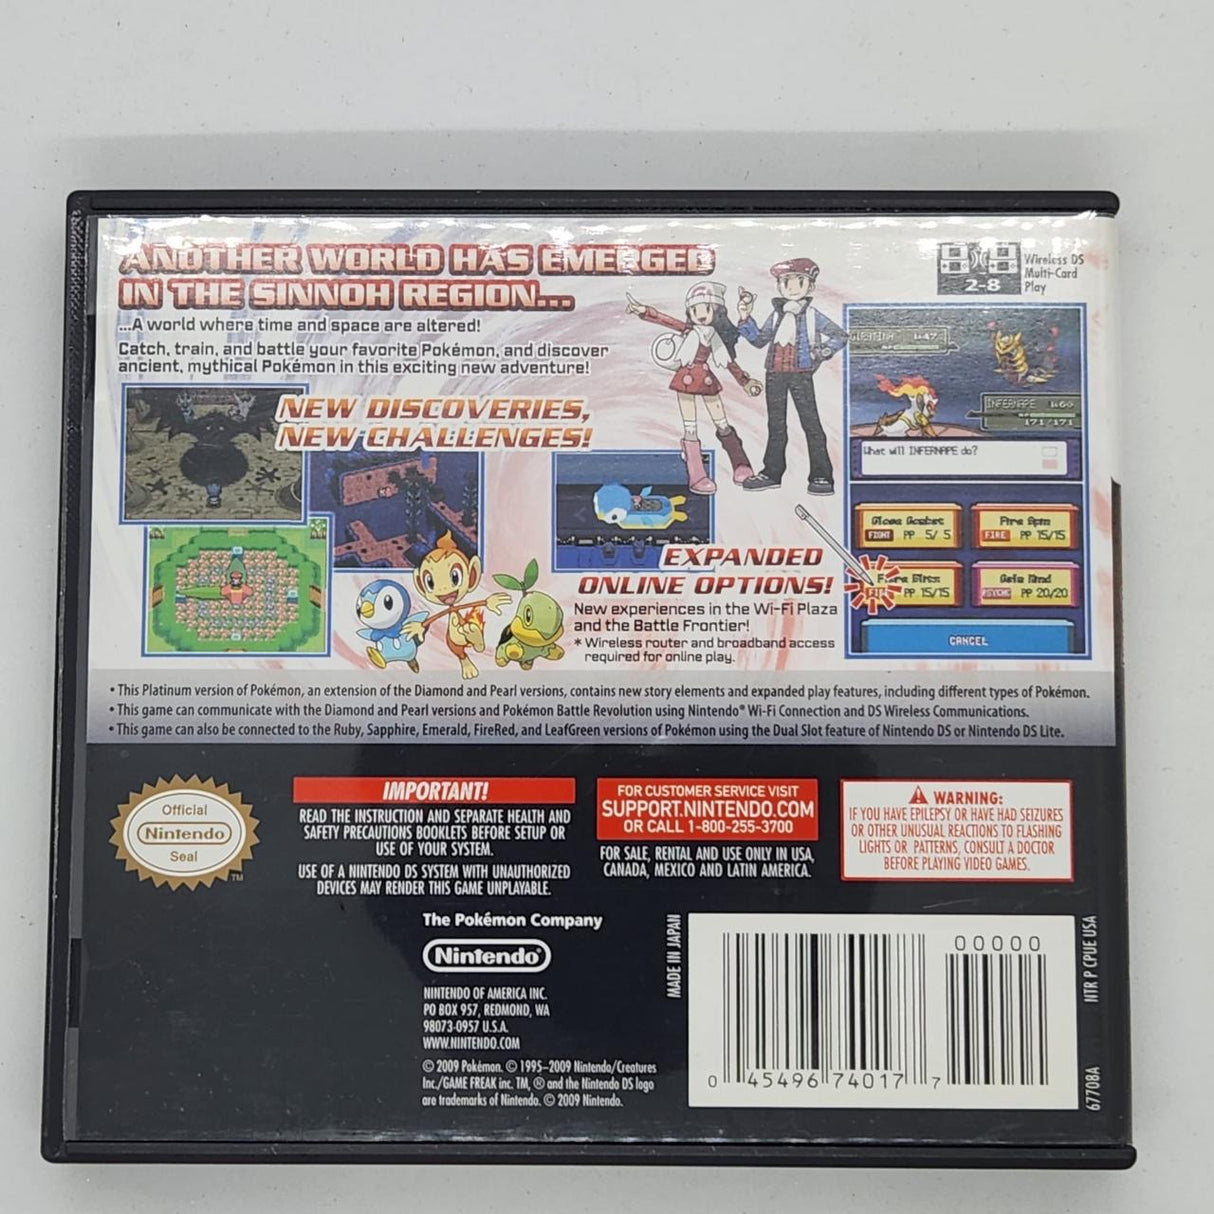 ANOTHER WORLD HAS EMERGED
IN THE SINNOH REGION...
...A world where time and space are altered!
Catch, train, and battle your favorite Pokémon, and discover
ancient, mythical Pokémon in this exciting new adventure!
NEW DISCOVERIES,
NEW CHALLENGES!
2-8
Wireless DS
Multi-Card
Play
GIRATINA Lv47
INFERNAPE Lv60
171/171
What will INFERNAPE do?
Close Combat
FIGHT PP 5/ 5
Fire Spin
FIRE PP 15/15
Flare Blitz
PP 15/15
Calm Mind
PSYCHC PP 20/20
CANCEL
EXPANDED
ONLINE OPTIONS!
New experiences in the Wi-Fi Plaza
and the Battle Frontier!
* Wireless router and broadband access
required for online play.
• This Platinum version of Pokémon, an extension of the Diamond and Pearl versions, contains new story elements and expanded play features, including different types of Pokémon.
• This game can communicate with the Diamond and Pearl versions and Pokémon Battle Revolution using Nintendo® Wi-Fi Connection and DS Wireless Communications.
• This game can also be connected to the Ruby, Sapphire, Emerald, FireRed, and LeafGreen versions of Pokémon using the Dual Slot feature of Nintendo DS or Nintendo DS Lite.
Official
Nintendo
Seal
TM
IMPORTANT!
READ THE INSTRUCTION AND SEPARATE HEALTH AND
SAFETY PRECAUTIONS BOOKLETS BEFORE SETUP OR
USE OF YOUR SYSTEM.
USE OF A NINTENDO DS SYSTEM WITH UNAUTHORIZED
DEVICES MAY RENDER THIS GAME UNPLAYABLE.
FOR CUSTOMER SERVICE VISIT
SUPPORT.NINTENDO.COM
OR CALL 1-800-255-3700
FOR SALE, RENTAL AND USE ONLY IN USA,
CANADA, MEXICO AND LATIN AMERICA.
WARNING:
IF YOU HAVE EPILEPSY OR HAVE HAD SEIZURES
OR OTHER UNUSUAL REACTIONS TO FLASHING
LIGHTS OR PATTERNS, CONSULT A DOCTOR
BEFORE PLAYING VIDEO GAMES.
The Pokémon Company
Nintendo®
NINTENDO OF AMERICA INC.
PO BOX 957, REDMOND, WA
98073-0957 U.S.A.
WWW.NINTENDO.COM
© 2009 Pokémon. © 1995–2009 Nintendo/Creatures
Inc./GAME FREAK inc. TM, ® and the Nintendo DS logo
are trademarks of Nintendo. © 2009 Nintendo.
MADE IN JAPAN
00000
0 45496 74017 7
NTR P CPUE USA
67708A